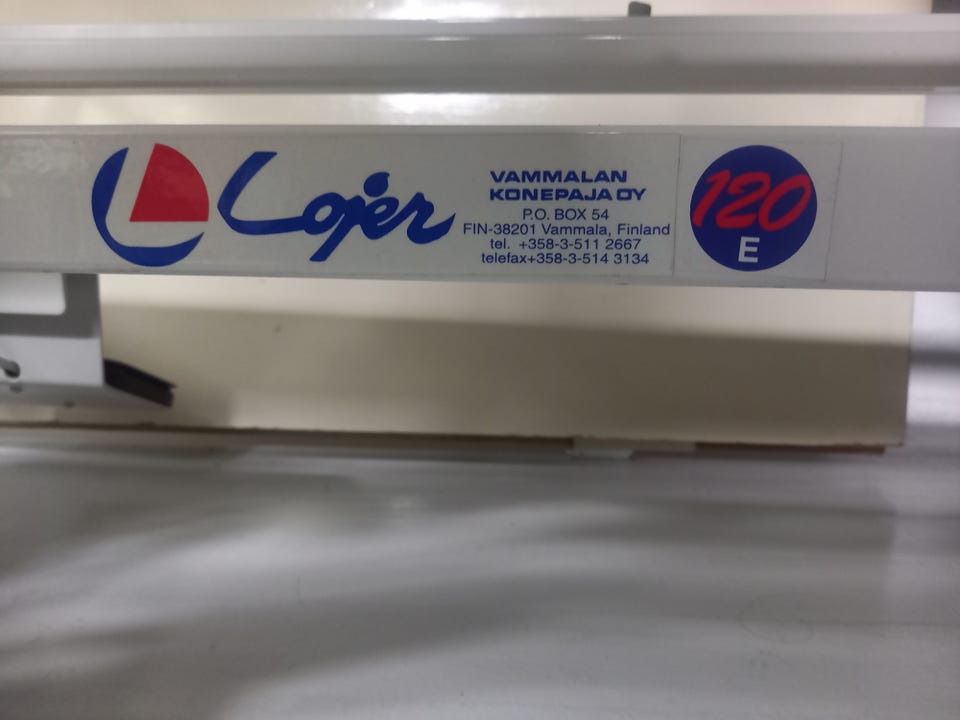 Lojer
VAMMALAN
KONEPAJA OY
P.O. BOX 54
FIN-38201 Vammala, Finland
tel. +358-3-511 2667
telefax+358-3-514 3134
120
E